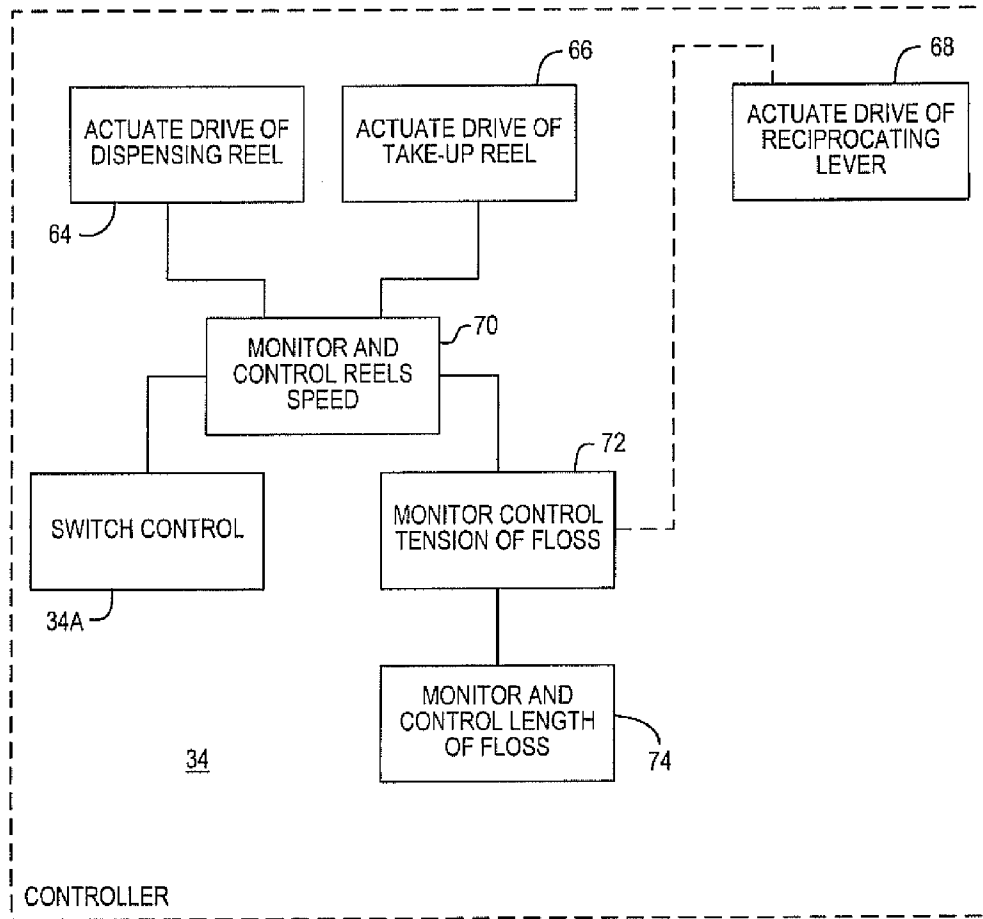 66
68
ACTUATE DRIVE OF
DISPENSING REEL
ACTUATE DRIVE OF
TAKE-UP REEL
ACTUATE DRIVE OF
RECIPROCATING
LEVER
64
70
MONITOR AND
CONTROL REELS
SPEED
72
SWITCH CONTROL
MONITOR CONTROL
TENSION OF FLOSS
34A
MONITOR AND
CONTROL LENGTH
OF FLOSS
34
74
CONTROLLER